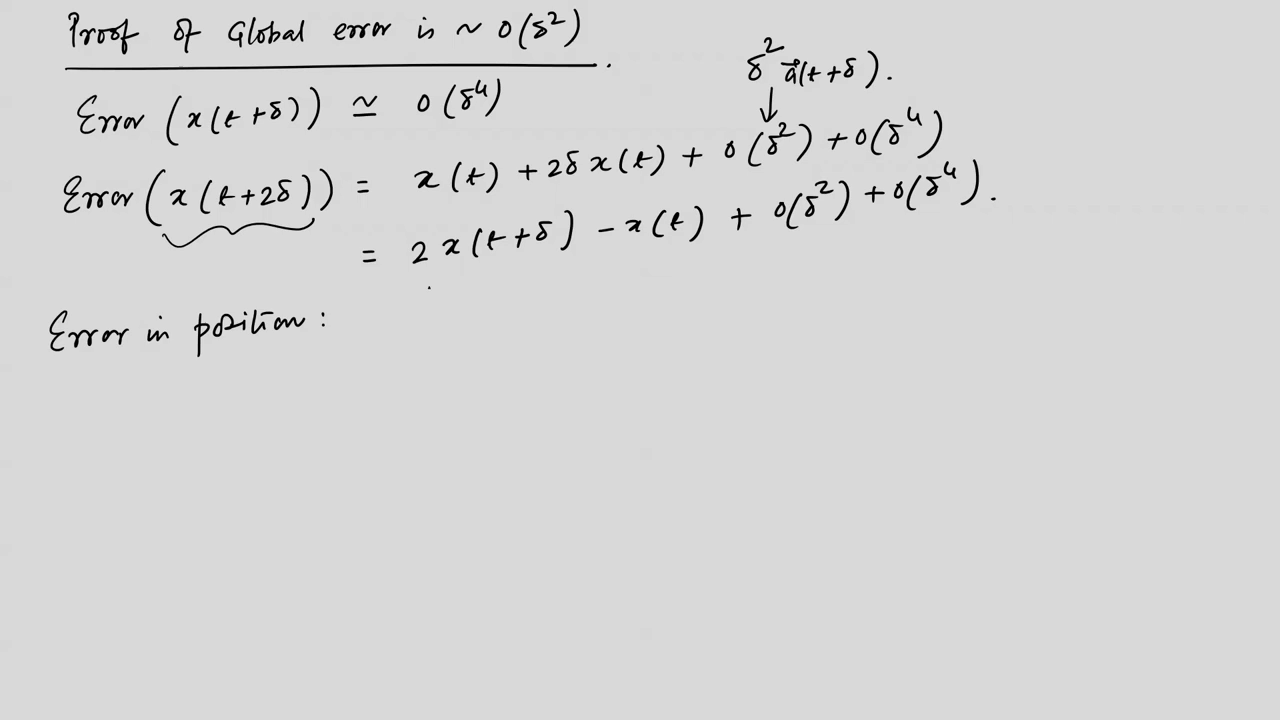 Proof of Global error is ~ O(δ²).
Error (x(t+δ)) ≃ O(δ⁴)
δ² a⃗(t+δ).
↓
Error (x(t+2δ)) = x(t) + 2δ x(t) + O(δ²) + O(δ⁴)
= 2x(t+δ) - x(t) + O(δ²) + O(δ⁴).
Error in position :